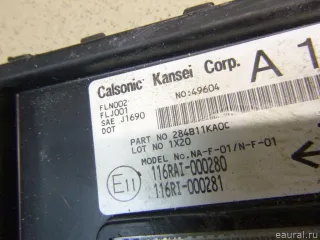 Calsonic Kansei Corp.
A 1
NO:49604
FLN002
FLJ001
SAE J1690
DOT
PART NO 284B11KA0C
LOT NO 1X20
MODEL NO.NA-F-01/N-F-01
E11
116RAI-000280
116RI-000281
© eaural.ru